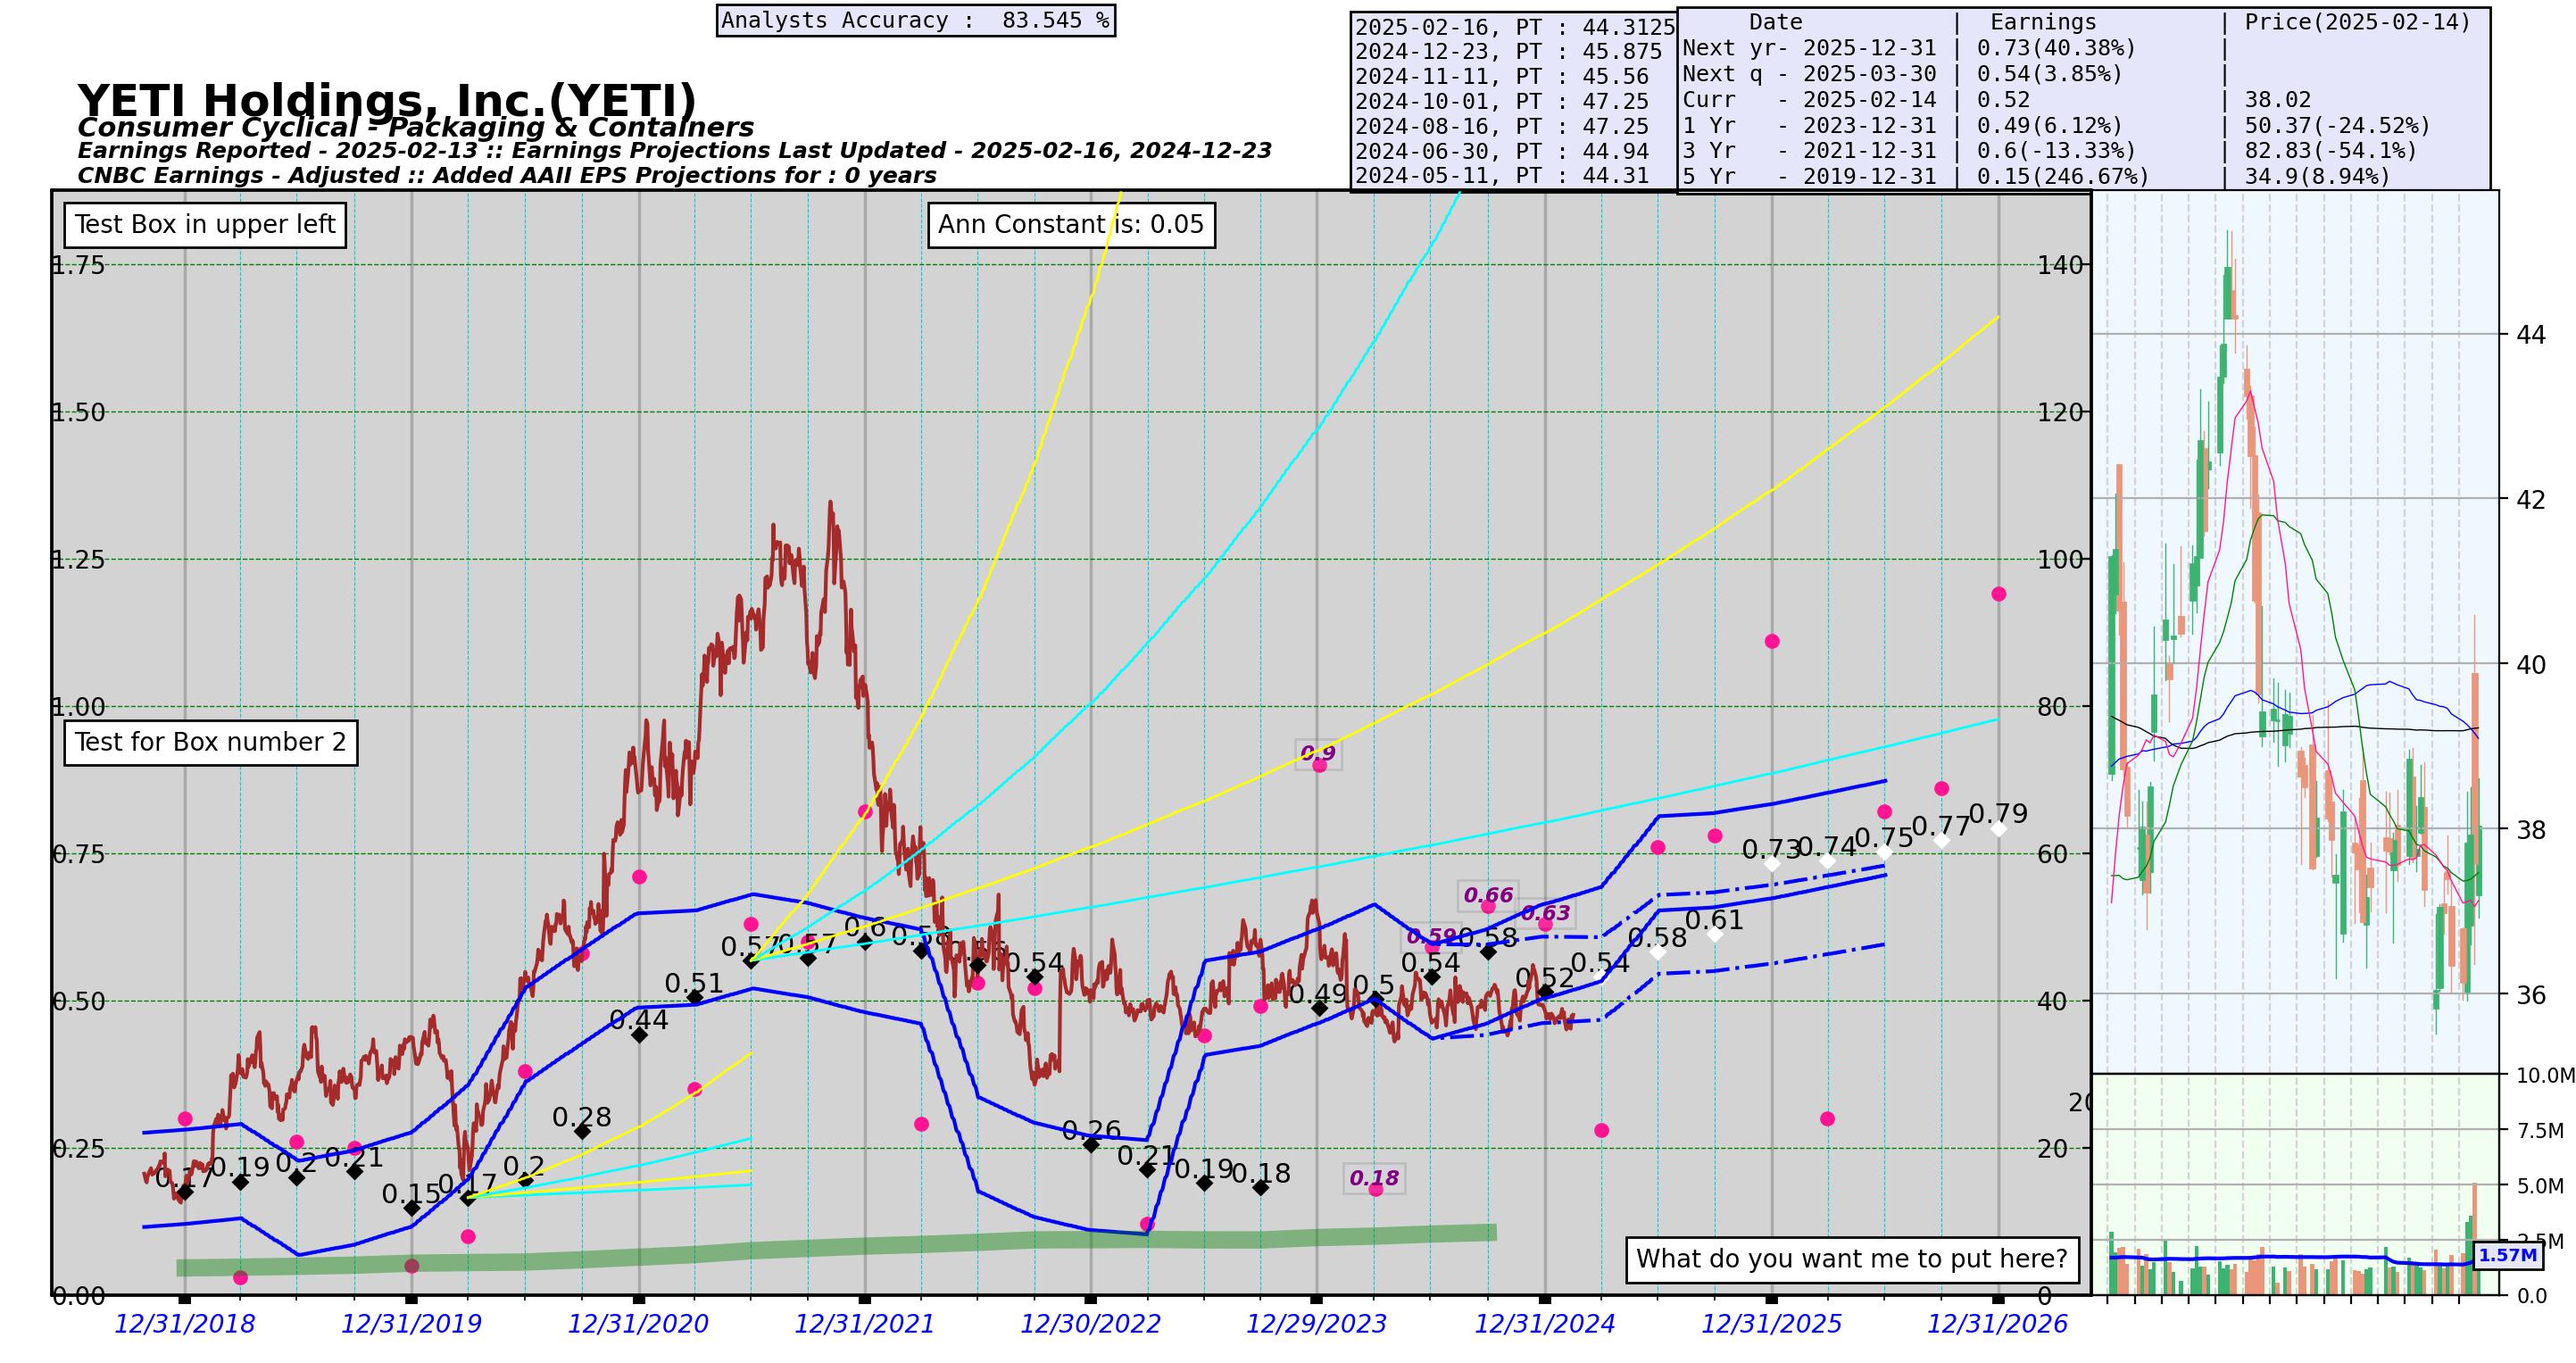 Analysts Accuracy :  83.545 %
YETI Holdings, Inc.(YETI)
Consumer Cyclical - Packaging & Containers
Earnings Reported - 2025-02-13 :: Earnings Projections Last Updated - 2025-02-16, 2024-12-23
CNBC Earnings - Adjusted :: Added AAII EPS Projections for : 0 years
2025-02-16, PT : 44.3125
2024-12-23, PT : 45.875
2024-11-11, PT : 45.56
2024-10-01, PT : 47.25
2024-08-16, PT : 47.25
2024-06-30, PT : 44.94
2024-05-11, PT : 44.31
Date | Earnings | Price(2025-02-14)
Next yr- 2025-12-31 | 0.73(40.38%) |
Next q - 2025-03-30 | 0.54(3.85%) |
Curr - 2025-02-14 | 0.52 | 38.02
1 Yr - 2023-12-31 | 0.49(6.12%) | 50.37(-24.52%)
3 Yr - 2021-12-31 | 0.6(-13.33%) | 82.83(-54.1%)
5 Yr - 2019-12-31 | 0.15(246.67%) | 34.9(8.94%)
Test Box in upper left
Ann Constant is: 0.05
Test for Box number 2
What do you want me to put here?
1.75
1.50
1.25
1.00
0.75
0.50
0.25
0.00
140
120
100
80
60
40
20
20
0
0.17
0.19
0.2
0.21
0.15
0.17
0.2
0.28
0.44
0.51
0.57
0.57
0.6
0.58
0.56
0.54
0.26
0.21
0.19
0.18
0.49
0.5
0.54
0.58
0.52
0.54
0.58
0.61
0.73
0.74
0.75
0.77
0.79
0.9
0.18
0.59
0.66
0.63
44
42
40
38
36
10.0M
7.5M
5.0M
2.5M
0.0
1.57M
12/31/2018
12/31/2019
12/31/2020
12/31/2021
12/30/2022
12/29/2023
12/31/2024
12/31/2025
12/31/2026